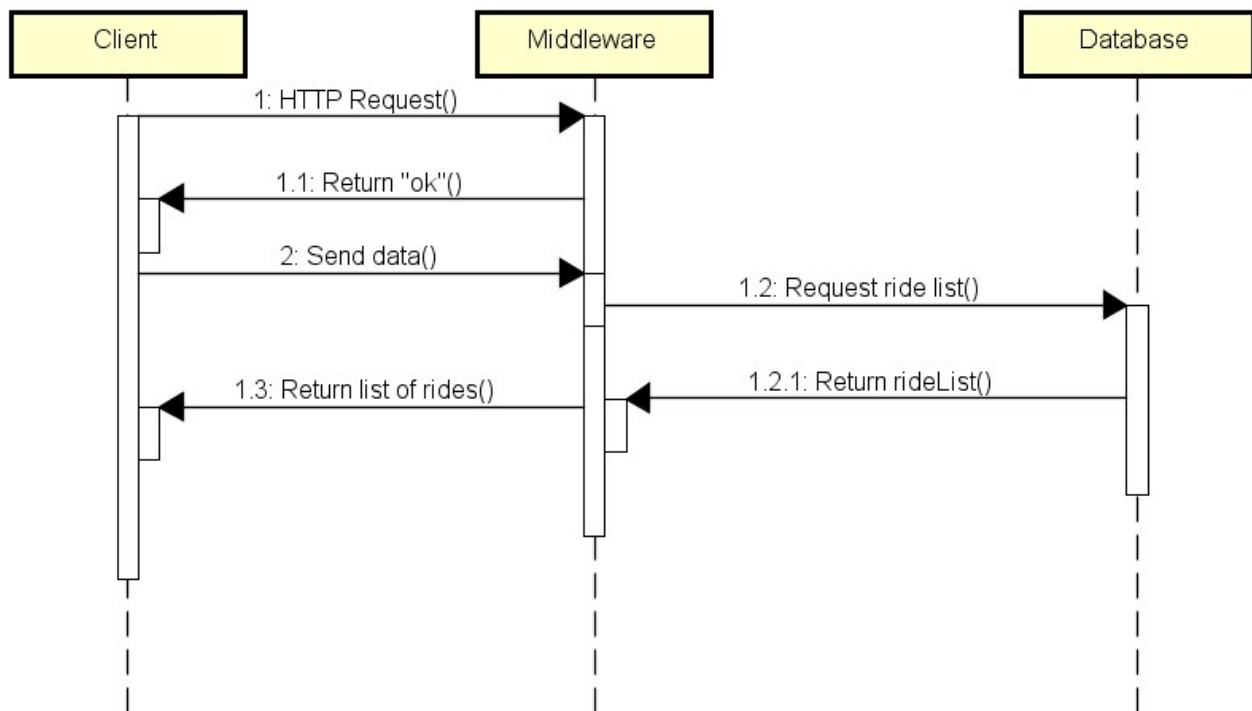 Client
Middleware
Database
1: HTTP Request()
1.1: Return "ok"()
2: Send data()
1.2: Request ride list()
1.2.1: Return rideList()
1.3: Return list of rides()